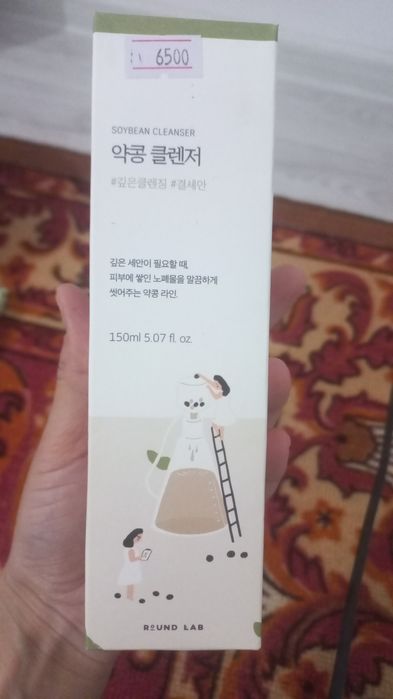 6500
SOYBEAN CLEANSER
약콩 클렌저
#깊은클렌징 #결세안
깊은 세안이 필요할 때,
피부에 쌓인 노폐물을 말끔하게
씻어주는 약콩 라인.
150ml 5.07 fl. oz.
ROUND LAB